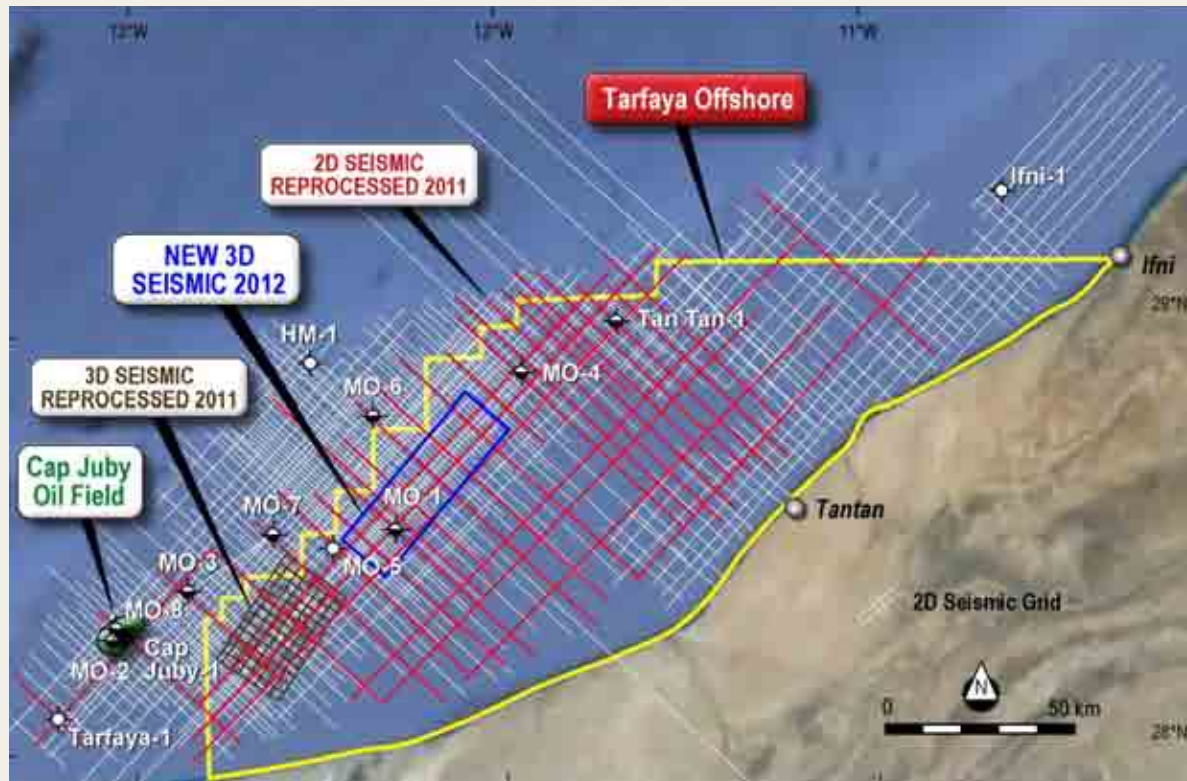 13°W
12°W
11°W
Tarfaya Offshore
2D SEISMIC
REPROCESSED 2011
Ifni-1
NEW 3D
SEISMIC 2012
Ifni
29°N
HM-1
Tan Tan-1
3D SEISMIC
REPROCESSED 2011
MO-6
MO-4
Cap Juby
Oil Field
MO-7
MO-1
Tantan
MO-5
MO-3
MO-8
2D Seismic Grid
MO-2
Cap
Juby 1
N
0
50 km
Tarfaya-1
28°N